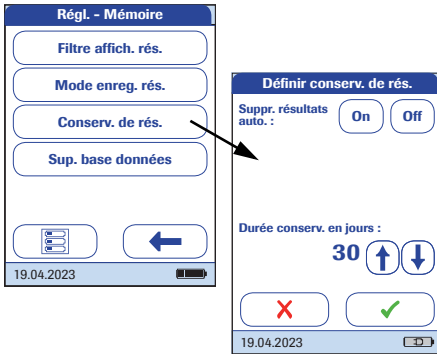 Régl. - Mémoire
Filtre affich. rés.
Mode enreg. rés.
Conserv. de rés.
Sup. base données
19.04.2023
Définir conserv. de rés.
Suppr. résultats
auto. :
On
Off
Durée conserv. en jours :
30
19.04.2023